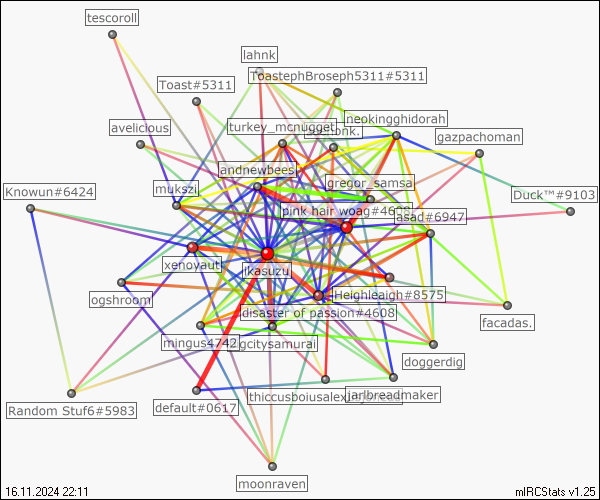 tescoroll
lahnk
ToastephBroseph5311#5311
Toast#5311
neokingghidorah
avelicious
turkey_mcnugget
gazpachoman
andnewbees
gregor_samsa
Knowun#6424
mukszi
Duck™#9103
pink hair woag#4608
asad#6947
xenoyaut
ikasuzu
Heighleaigh#8575
ogshroom
disaster of passion#4608
facadas.
mingus4742
gcitysamurai
doggerdig
thiccusboiusalex
jarlbreadmaker
Random Stuf6#5983
default#0617
moonraven
16.11.2024 22:11
mIRCStats v1.25